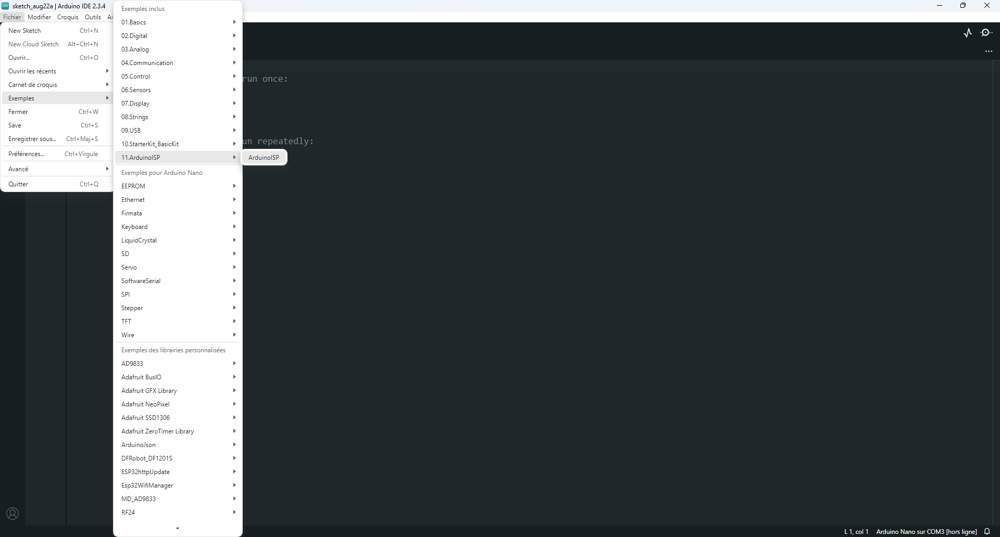 sketch_aug22a | Arduino IDE 2.3.4
Fichier Modifier Croquis Outils Ai
New Sketch Ctrl+N
New Cloud Sketch Alt+Ctrl+N
Ouvrir... Ctrl+O
Ouvrir les récents
Carnet de croquis
Exemples
Fermer Ctrl+W
Save Ctrl+S
Enregistrer sous... Ctrl+Maj+S
Préférences... Ctrl+Virgule
Avancé
Quitter Ctrl+Q
Exemples inclus
01.Basics
02.Digital
03.Analog
04.Communication
05.Control
06.Sensors
07.Display
08.Strings
09.USB
10.StarterKit_BasicKit
11.ArduinoISP
Exemples pour Arduino Nano
EEPROM
Ethernet
Firmata
Keyboard
LiquidCrystal
SD
Servo
SoftwareSerial
SPI
Stepper
TFT
Wire
Exemples des librairies personnalisées
AD9833
Adafruit BusIO
Adafruit GFX Library
Adafruit NeoPixel
Adafruit SSD1306
Adafruit ZeroTimer Library
ArduinoJson
DFRobot_DF1201S
ESP32httpUpdate
Esp32WifiManager
MD_AD9833
RF24
ArduinoISP
run once:
un repeatedly:
L 1, col 1 Arduino Nano sur COM3 [hors ligne]